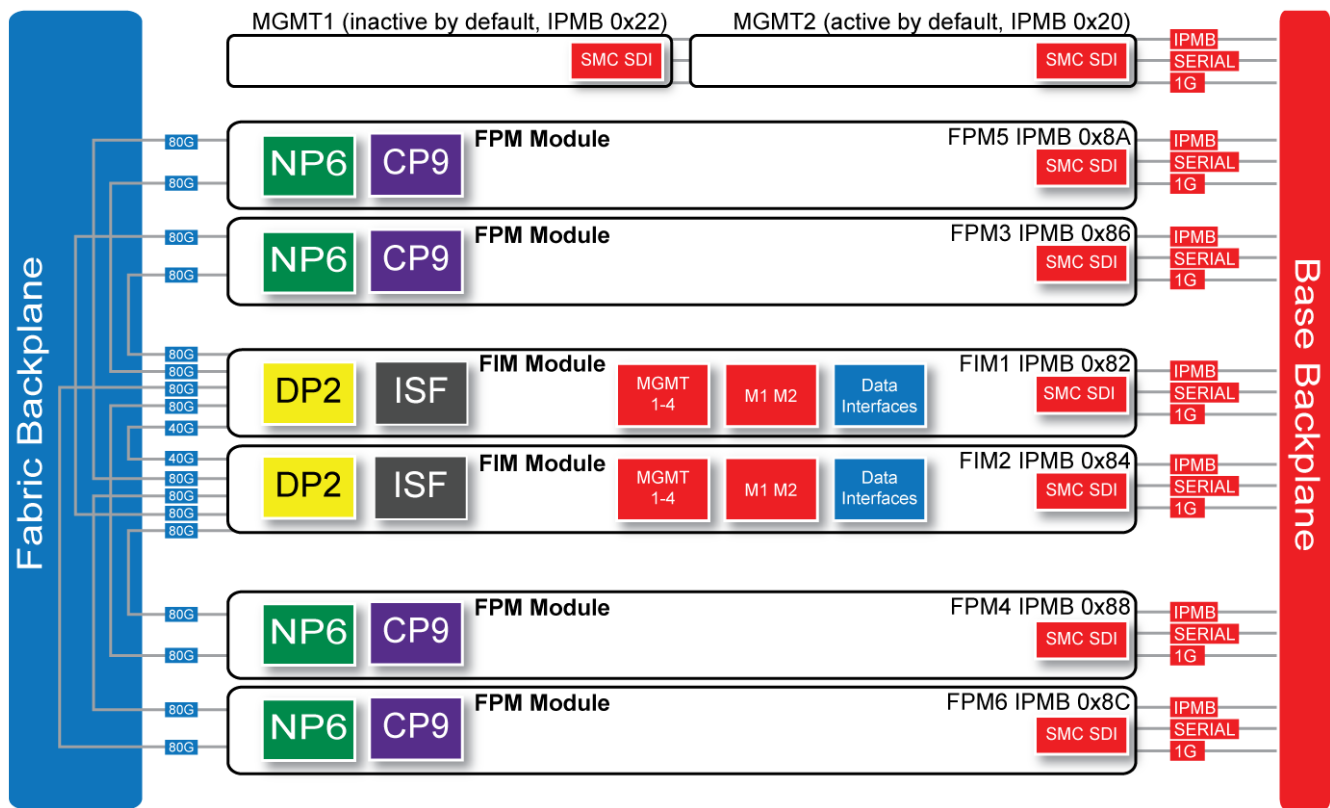 MGMT1 (inactive by default, IPMB 0x22)
MGMT2 (active by default, IPMB 0x20)
SMC SDI
SMC SDI
IPMB
SERIAL
1G
Fabric Backplane
Base Backplane
80G
80G
NP6
CP9
FPM Module
FPM5 IPMB 0x8A
SMC SDI
IPMB
SERIAL
1G
80G
80G
NP6
CP9
FPM Module
FPM3 IPMB 0x86
SMC SDI
IPMB
SERIAL
1G
80G
80G
80G
80G
40G
DP2
ISF
FIM Module
MGMT
1-4
M1 M2
Data
Interfaces
FIM1 IPMB 0x82
SMC SDI
IPMB
SERIAL
1G
40G
80G
80G
80G
80G
DP2
ISF
FIM Module
MGMT
1-4
M1 M2
Data
Interfaces
FIM2 IPMB 0x84
SMC SDI
IPMB
SERIAL
1G
80G
80G
NP6
CP9
FPM Module
FPM4 IPMB 0x88
SMC SDI
IPMB
SERIAL
1G
80G
80G
NP6
CP9
FPM Module
FPM6 IPMB 0x8C
SMC SDI
IPMB
SERIAL
1G